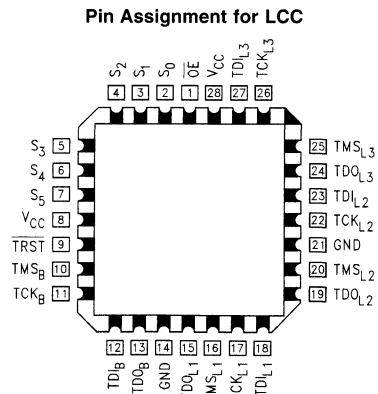 Pin Assignment for LCC
S2 S1 S0 OE VCC TDIL3 TCKL3
4 3 2 1 28 27 26
S3 5
S4 6
S5 7
VCC 8
TRST 9
TMSB 10
TCKB 11
25 TMSL3
24 TDOL3
23 TDIL2
22 TCKL2
21 GND
20 TMSL2
19 TDOL2
12 13 14 15 16 17 18
TDIB TDOB GND TDOL1 MSL1 CKL1 TDIL1